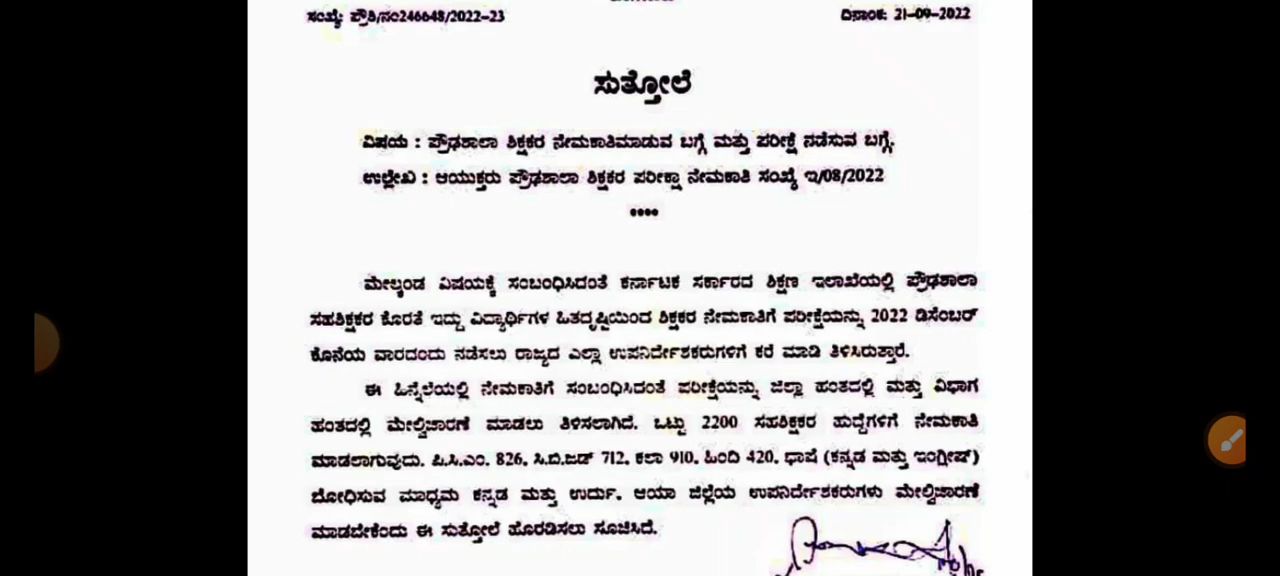 ಸಂಖ್ಯೆ: ಪ್ರೌಶಿ/ನಂ246648/2022-23
ದಿನಾಂಕ: 21-09-2022
ಸುತ್ತೋಲೆ
ವಿಷಯ : ಪ್ರೌಢಶಾಲಾ ಶಿಕ್ಷಕರ ನೇಮಕಾತಿಮಾಡುವ ಬಗ್ಗೆ ಮತ್ತು ಪರೀಕ್ಷೆ ನಡೆಸುವ ಬಗ್ಗೆ.
ಉಲ್ಲೇಖ : ಆಯುಕ್ತರು ಪ್ರೌಢಶಾಲಾ ಶಿಕ್ಷಕರ ಪರೀಕ್ಷಾ ನೇಮಕಾತಿ ಸಂಖ್ಯೆ ಇ/08/2022
••••
ಮೇಲ್ಕಂಡ ವಿಷಯಕ್ಕೆ ಸಂಬಂಧಿಸಿದಂತೆ ಕರ್ನಾಟಕ ಸರ್ಕಾರದ ಶಿಕ್ಷಣ ಇಲಾಖೆಯಲ್ಲಿ ಪ್ರೌಢಶಾಲಾ
ಸಹಶಿಕ್ಷಕರ ಕೊರತೆ ಇದ್ದು ವಿದ್ಯಾರ್ಥಿಗಳ ಹಿತದೃಷ್ಟಿಯಿಂದ ಶಿಕ್ಷಕರ ನೇಮಕಾತಿಗೆ ಪರೀಕ್ಷೆಯನ್ನು 2022 ಡಿಸೆಂಬರ್
ಕೊನೆಯ ವಾರದಂದು ನಡೆಸಲು ರಾಜ್ಯದ ಎಲ್ಲಾ ಉಪನಿರ್ದೇಶಕರುಗಳಿಗೆ ಕರೆ ಮಾಡಿ ತಿಳಿಸಿರುತ್ತಾರೆ.
ಈ ಹಿನ್ನೆಲೆಯಲ್ಲಿ ನೇಮಕಾತಿಗೆ ಸಂಬಂಧಿಸಿದಂತೆ ಪರೀಕ್ಷೆಯನ್ನು ಜಿಲ್ಲಾ ಹಂತದಲ್ಲಿ ಮತ್ತು ವಿಭಾಗ
ಹಂತದಲ್ಲಿ ಮೇಲ್ವಿಚಾರಣೆ ಮಾಡಲು ತಿಳಿಸಲಾಗಿದೆ. ಒಟ್ಟು 2200 ಸಹಶಿಕ್ಷಕರ ಹುದ್ದೆಗಳಿಗೆ ನೇಮಕಾತಿ
ಮಾಡಲಾಗುವುದು. ಪಿ.ಸಿ.ಎಂ. 826, ಸಿ.ಬಿ.ಜಡ್ 712, ಕಲಾ 910, ಹಿಂದಿ 420, ಭಾಷೆ (ಕನ್ನಡ ಮತ್ತು ಇಂಗ್ಲೀಷ್)
ಬೋಧಿಸುವ ಮಾಧ್ಯಮ ಕನ್ನಡ ಮತ್ತು ಉರ್ದು. ಆಯಾ ಜಿಲ್ಲೆಯ ಉಪನಿರ್ದೇಶಕರುಗಳು ಮೇಲ್ವಿಚಾರಣೆ
ಮಾಡಬೇಕೆಂದು ಈ ಸುತ್ತೋಲೆ ಹೊರಡಿಸಲು ಸೂಚಿಸಿದೆ.